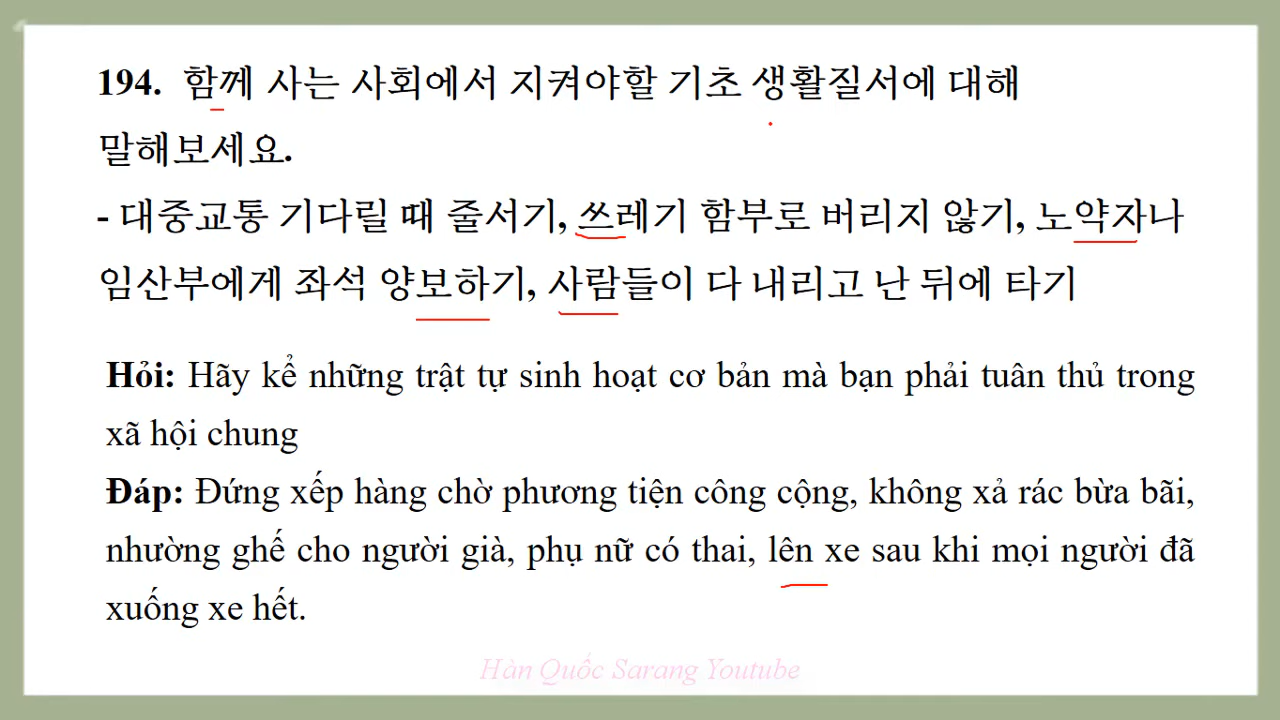 194. 함께 사는 사회에서 지켜야할 기초 생활질서에 대해
말해보세요.
- 대중교통 기다릴 때 줄서기, 쓰레기 함부로 버리지 않기, 노약자나
임산부에게 좌석 양보하기, 사람들이 다 내리고 난 뒤에 타기
Hỏi: Hãy kể những trật tự sinh hoạt cơ bản mà bạn phải tuân thủ trong
xã hội chung
Đáp: Đứng xếp hàng chờ phương tiện công cộng, không xả rác bừa bãi,
nhường ghế cho người già, phụ nữ có thai, lên xe sau khi mọi người đã
xuống xe hết.
Hàn Quốc Sarang Youtube